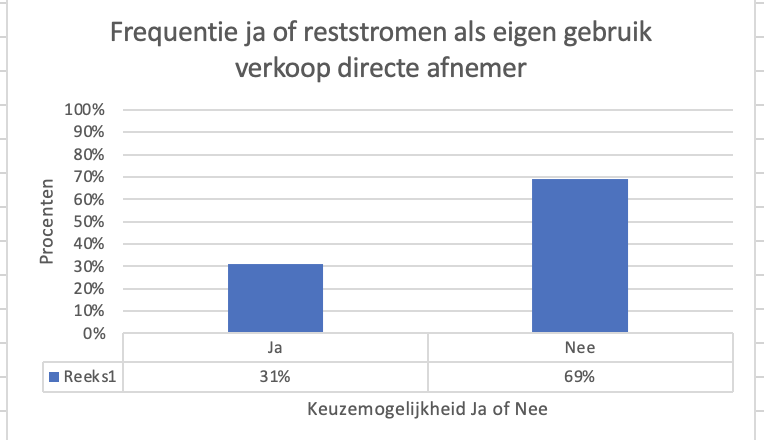 Frequentie ja of reststromen als eigen gebruik
verkoop directe afnemer
100%
90%
80%
70%
60%
50%
40%
30%
20%
10%
0%
Procenten
Ja Nee
Reeks1 31% 69%
Keuzemogelijkheid Ja of Nee